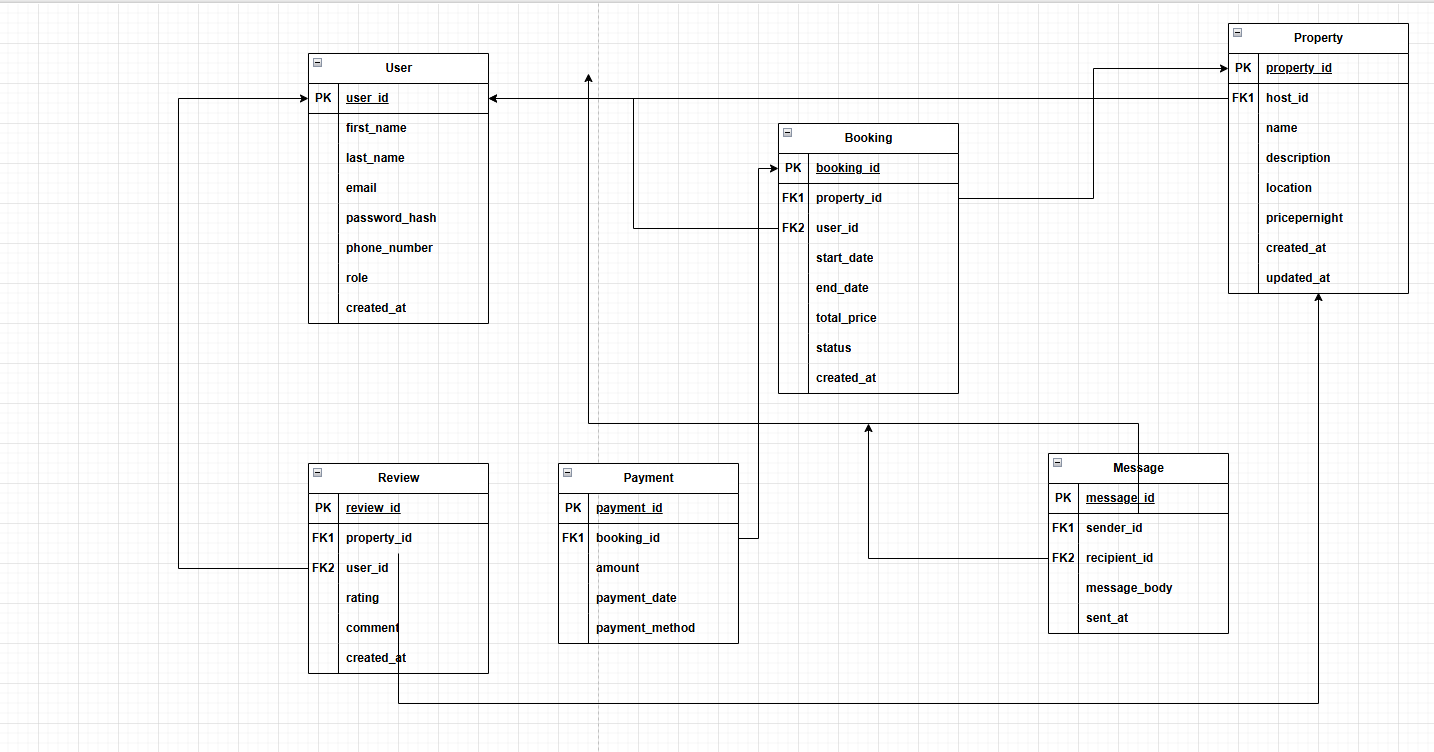 User
PK user_id
first_name
last_name
email
password_hash
phone_number
role
created_at
Booking
PK booking_id
FK1 property_id
FK2 user_id
start_date
end_date
total_price
status
created_at
Property
PK property_id
FK1 host_id
name
description
location
pricepernight
created_at
updated_at
Review
PK review_id
FK1 property_id
FK2 user_id
rating
comment
created_at
Payment
PK payment_id
FK1 booking_id
amount
payment_date
payment_method
Message
PK message_id
FK1 sender_id
FK2 recipient_id
message_body
sent_at